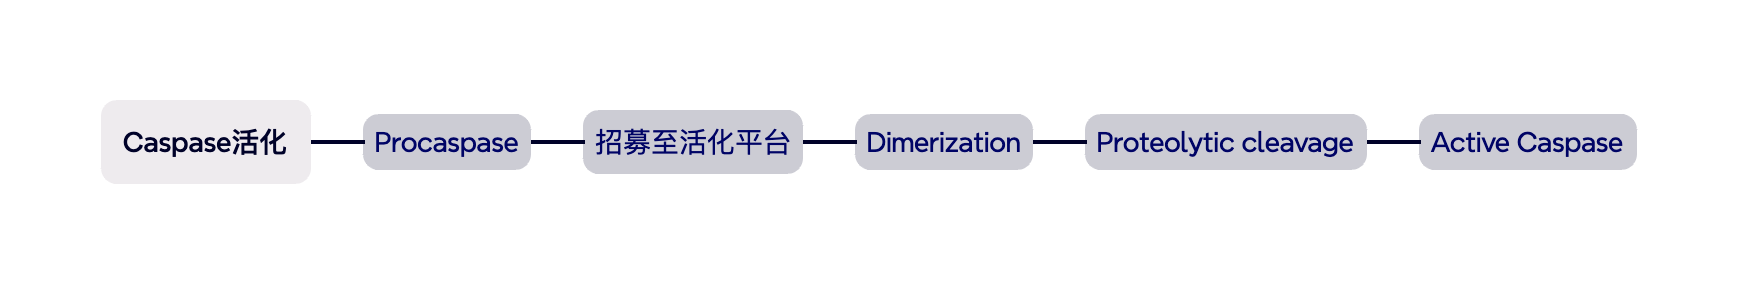 Caspase活化
Procaspase
招募至活化平台
Dimerization
Proteolytic cleavage
Active Caspase